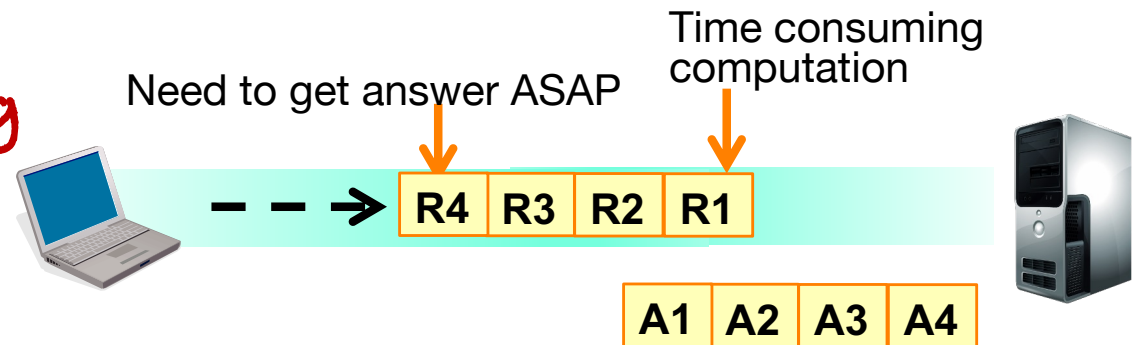 Time consuming
computation
Need to get answer ASAP
R4 R3 R2 R1
A1 A2 A3 A4